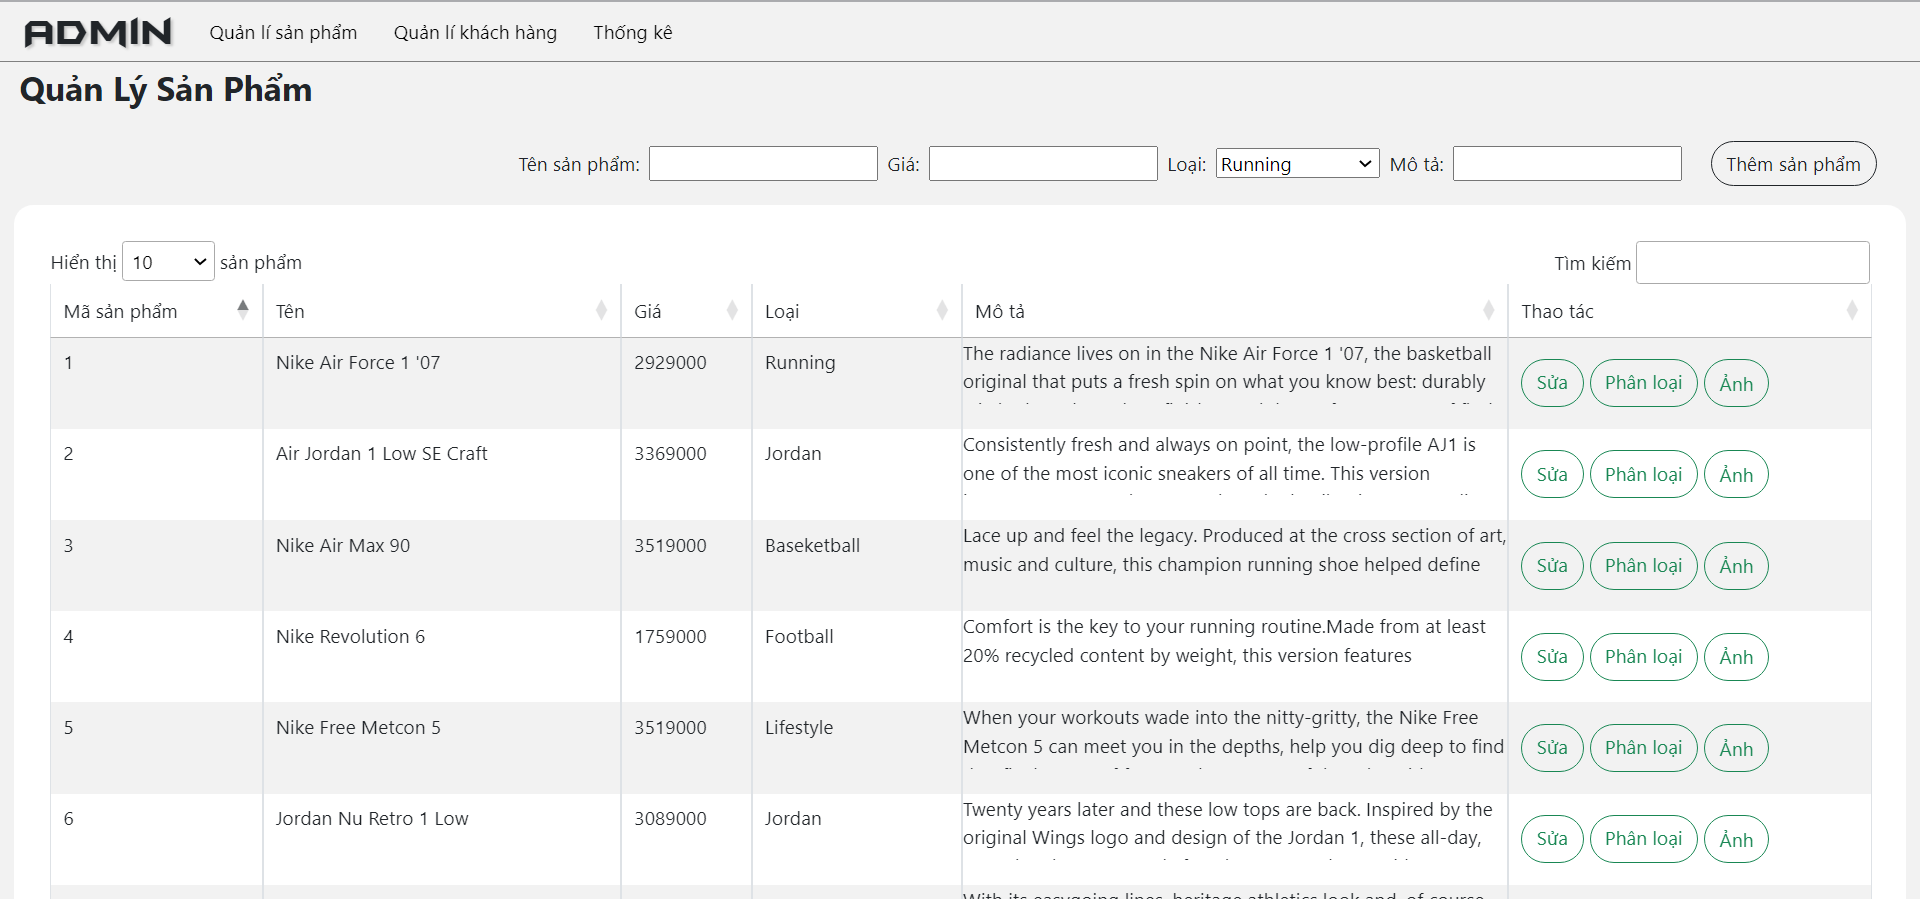 ADMIN Quản lí sản phẩm Quản lí khách hàng Thống kê
Quản Lý Sản Phẩm
Tên sản phẩm: Giá: Loại: Running Mô tả: Thêm sản phẩm
Hiển thị 10 sản phẩm Tìm kiếm
Mã sản phẩm Tên Giá Loại Mô tả Thao tác
1 Nike Air Force 1 '07 2929000 Running The radiance lives on in the Nike Air Force 1 '07, the basketball
original that puts a fresh spin on what you know best: durably
Sửa Phân loại Ảnh
2 Air Jordan 1 Low SE Craft 3369000 Jordan Consistently fresh and always on point, the low-profile AJ1 is
one of the most iconic sneakers of all time. This version
Sửa Phân loại Ảnh
3 Nike Air Max 90 3519000 Baseketball Lace up and feel the legacy. Produced at the cross section of art,
music and culture, this champion running shoe helped define
Sửa Phân loại Ảnh
4 Nike Revolution 6 1759000 Football Comfort is the key to your running routine.Made from at least
20% recycled content by weight, this version features
Sửa Phân loại Ảnh
5 Nike Free Metcon 5 3519000 Lifestyle When your workouts wade into the nitty-gritty, the Nike Free
Metcon 5 can meet you in the depths, help you dig deep to find
Sửa Phân loại Ảnh
6 Jordan Nu Retro 1 Low 3089000 Jordan Twenty years later and these low tops are back. Inspired by the
original Wings logo and design of the Jordan 1, these all-day,
Sửa Phân loại Ảnh
With its easygoing lines, heritage athletics look and, of course